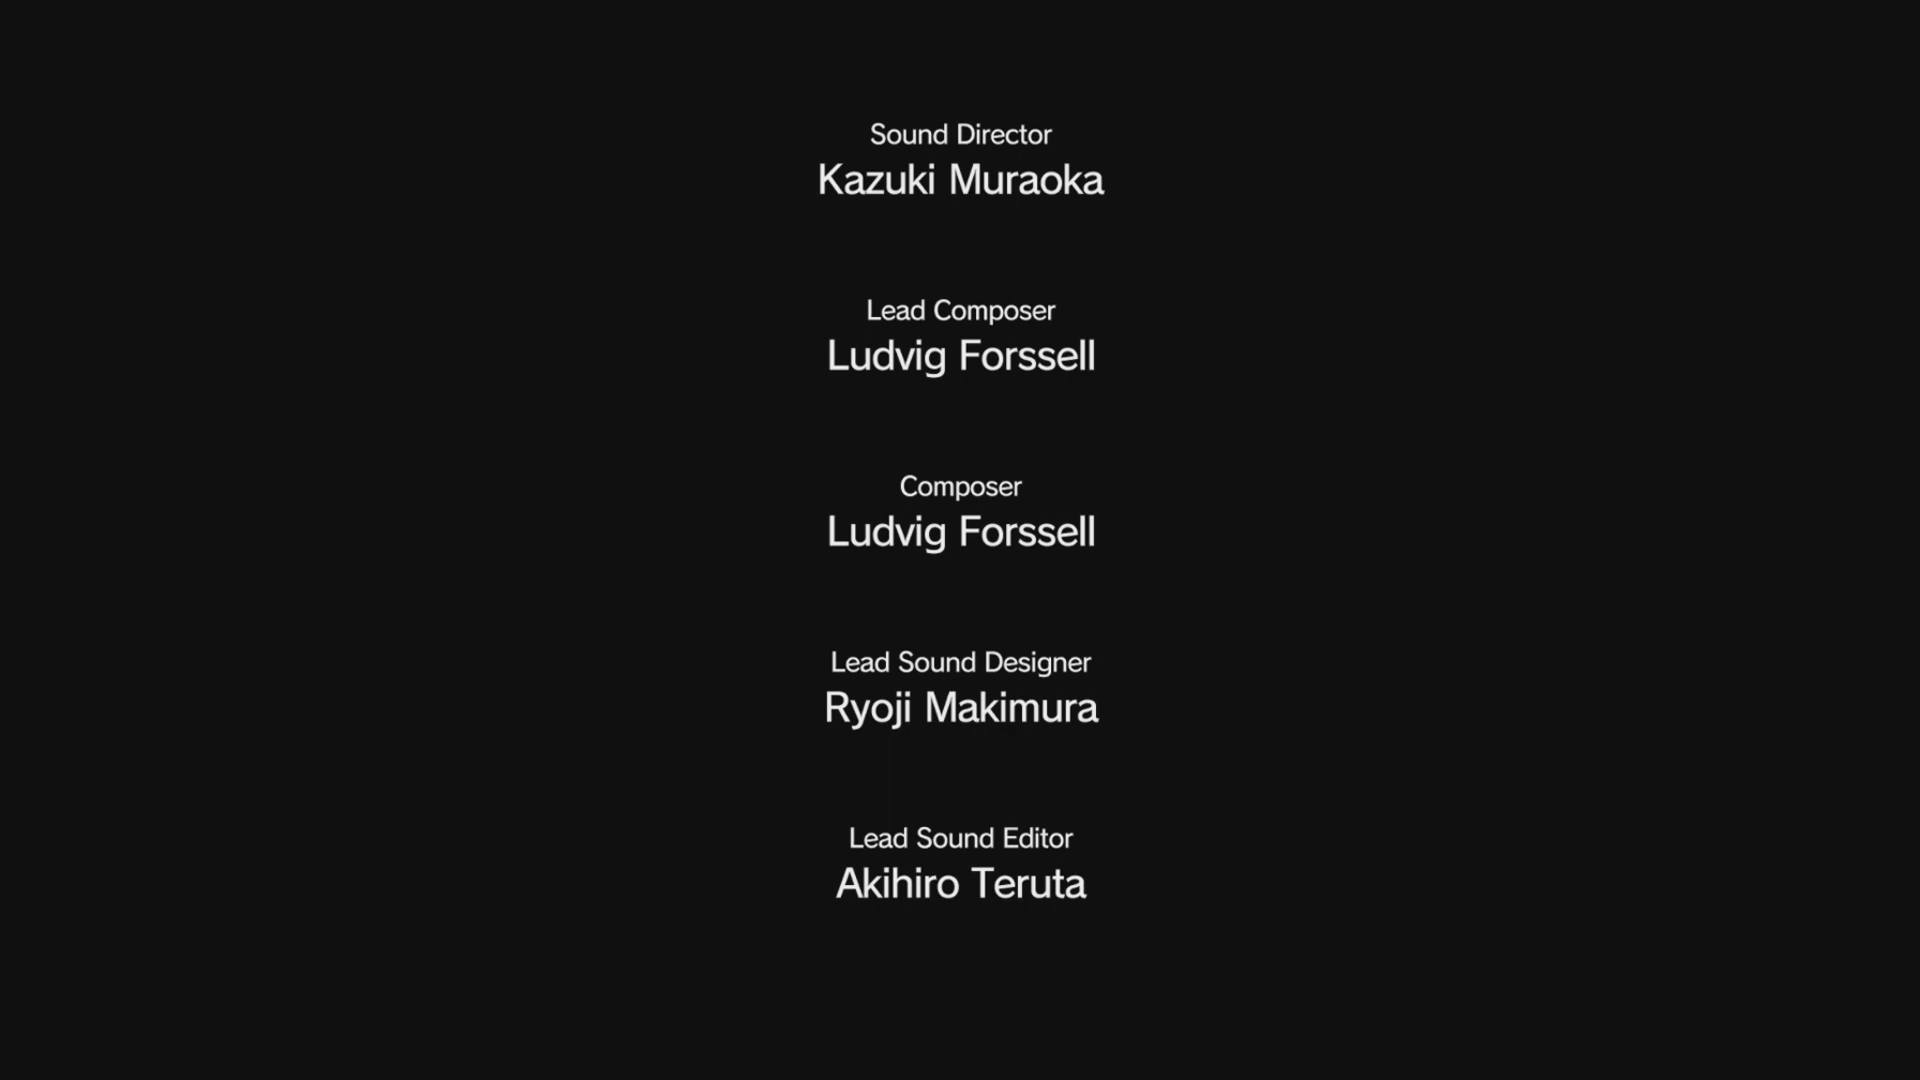 Sound Director
Kazuki Muraoka
Lead Composer
Ludvig Forssell
Composer
Ludvig Forssell
Lead Sound Designer
Ryoji Makimura
Lead Sound Editor
Akihiro Teruta